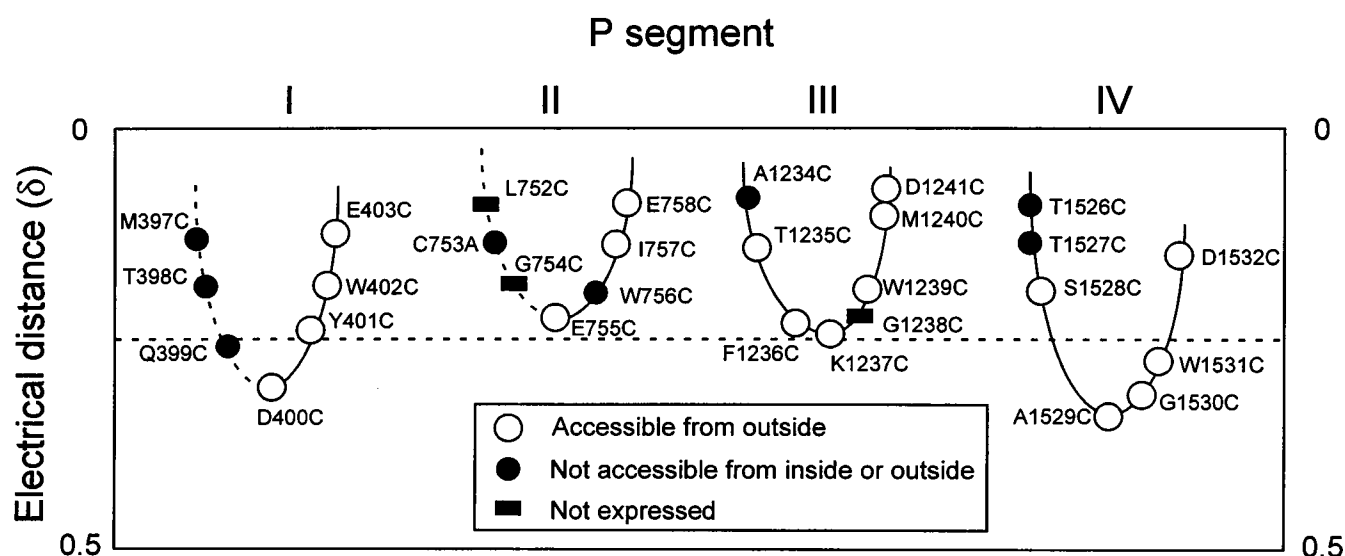 P segment
I II III IV
0 0
Electrical distance (δ)
M397C
T398C
Q399C
D400C
Y401C
W402C
E403C
L752C
C753A
G754C
E755C
W756C
I757C
E758C
A1234C
T1235C
F1236C
K1237C
G1238C
W1239C
M1240C
D1241C
T1526C
T1527C
S1528C
A1529C
G1530C
W1531C
D1532C
Accessible from outside
Not accessible from inside or outside
Not expressed
0.5 0.5